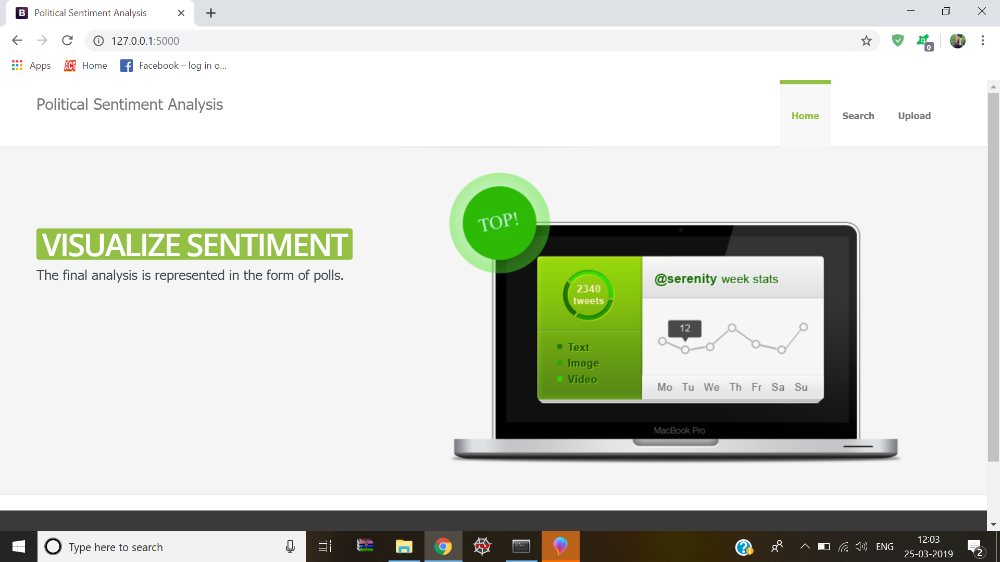 B Political Sentiment Analysis
127.0.0.1:5000
0
Apps
ACT Home
Facebook – log in o...
Political Sentiment Analysis
Home
Search
Upload
TOP!
VISUALIZE SENTIMENT
The final analysis is represented in the form of polls.
2340
tweets
Text
Image
Video
@serenity week stats
12
Mo Tu We Th Fr Sa Su
MacBook Pro
Type here to search
ENG
12:03
25-03-2019
2